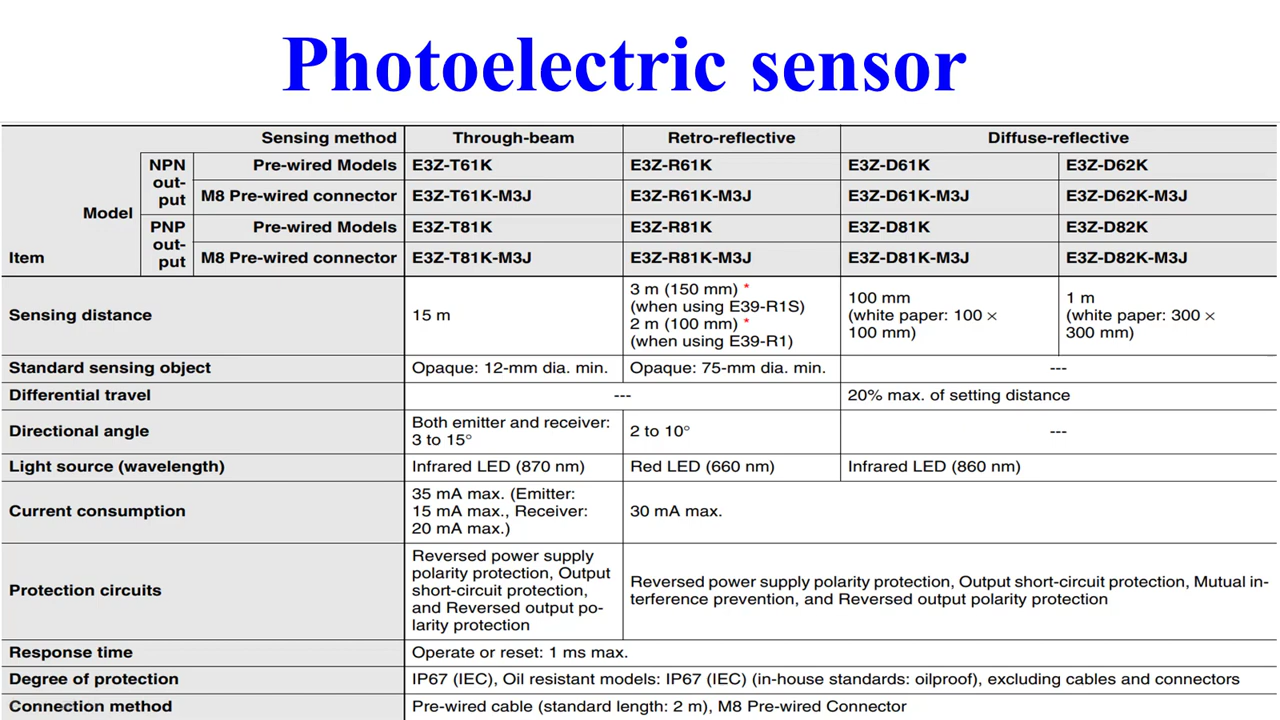 Photoelectric sensor
Sensing method Through-beam Retro-reflective Diffuse-reflective
Model
Item
NPN
out-
put
Pre-wired Models E3Z-T61K E3Z-R61K E3Z-D61K E3Z-D62K
M8 Pre-wired connector E3Z-T61K-M3J E3Z-R61K-M3J E3Z-D61K-M3J E3Z-D62K-M3J
PNP
out-
put
Pre-wired Models E3Z-T81K E3Z-R81K E3Z-D81K E3Z-D82K
M8 Pre-wired connector E3Z-T81K-M3J E3Z-R81K-M3J E3Z-D81K-M3J E3Z-D82K-M3J
Sensing distance
15 m
3 m (150 mm) *
(when using E39-R1S)
2 m (100 mm) *
(when using E39-R1)
100 mm
(white paper: 100 ×
100 mm)
1 m
(white paper: 300 ×
300 mm)
Standard sensing object Opaque: 12-mm dia. min. Opaque: 75-mm dia. min. ---
Differential travel --- 20% max. of setting distance
Directional angle
Both emitter and receiver:
3 to 15°
2 to 10°
---
Light source (wavelength) Infrared LED (870 nm) Red LED (660 nm) Infrared LED (860 nm)
Current consumption
35 mA max. (Emitter:
15 mA max., Receiver:
20 mA max.)
30 mA max.
Protection circuits
Reversed power supply
polarity protection, Output
short-circuit protection,
and Reversed output po-
larity protection
Reversed power supply polarity protection, Output short-circuit protection, Mutual in-
terference prevention, and Reversed output polarity protection
Response time Operate or reset: 1 ms max.
Degree of protection IP67 (IEC), Oil resistant models: IP67 (IEC) (in-house standards: oilproof), excluding cables and connectors
Connection method Pre-wired cable (standard length: 2 m), M8 Pre-wired Connector